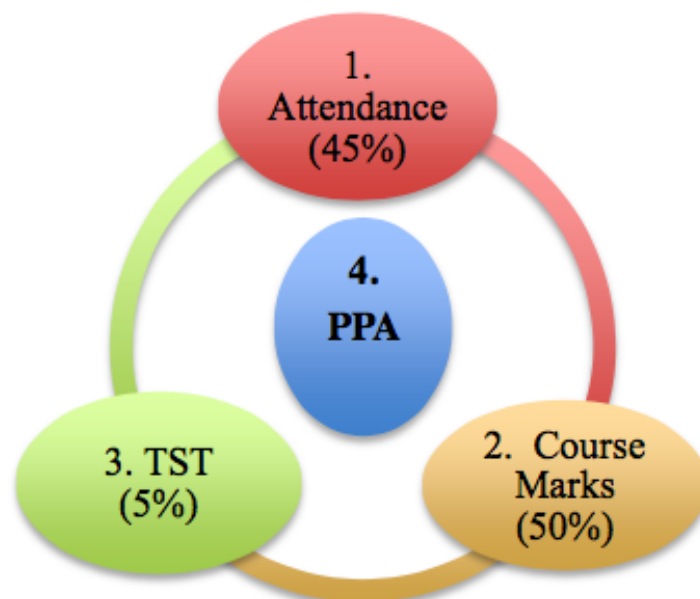 1.
Attendance
(45%)
4.
PPA
3. TST
(5%)
2. Course
Marks
(50%)